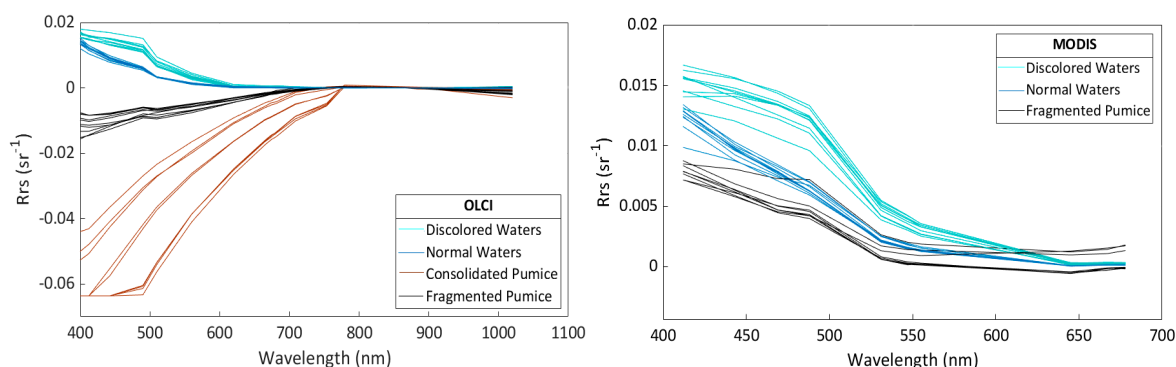 0.02
0
-0.02
-0.04
-0.06
Rrs (sr-1)
400 500 600 700 800 900 1000 1100
Wavelength (nm)
OLCI
Discolored Waters
Normal Waters
Consolidated Pumice
Fragmented Pumice
0.02
0.015
0.01
0.005
0
Rrs (sr-1)
400 450 500 550 600 650 700
Wavelength (nm)
MODIS
Discolored Waters
Normal Waters
Fragmented Pumice